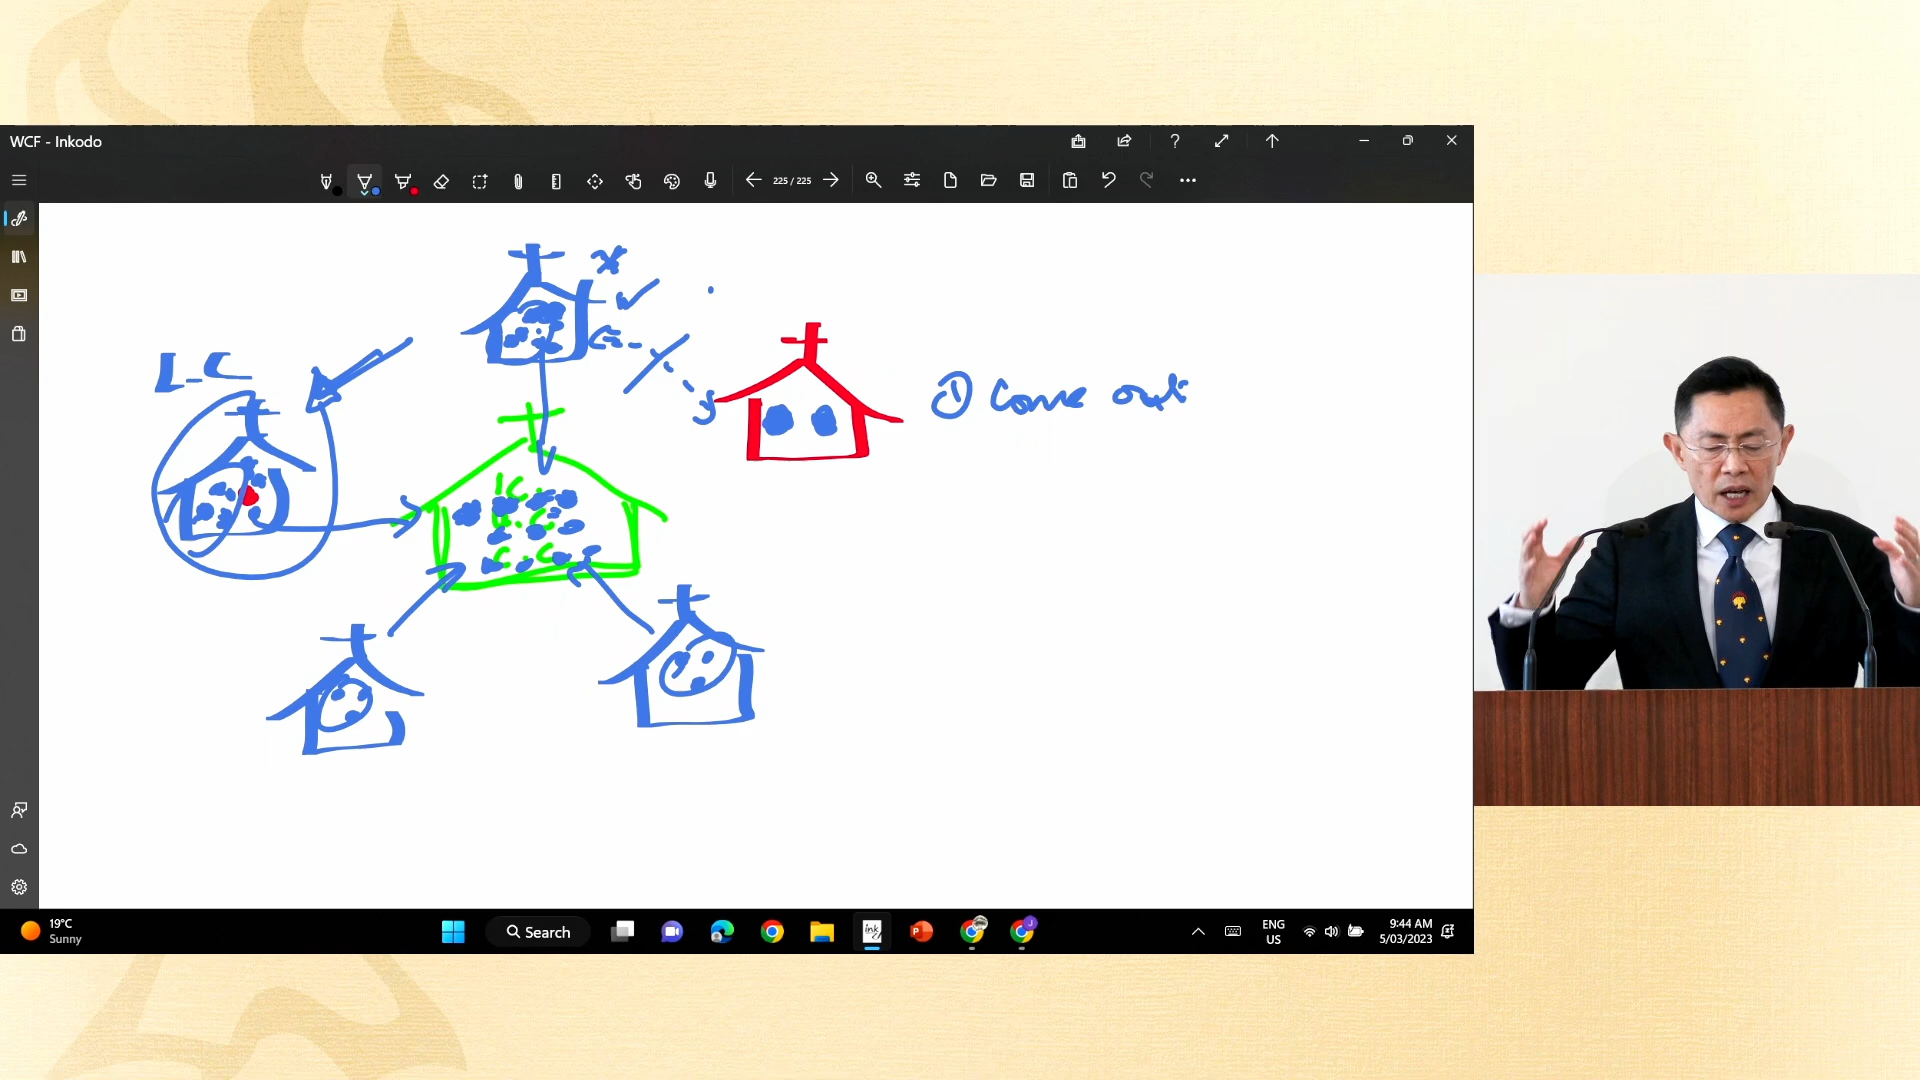 WCF - Inkodo
225 / 225
L-C
① Come out
I.C.
U.C.
C.C
19°C
Sunny
Search
ENG
US
9:44 AM
5/03/2023